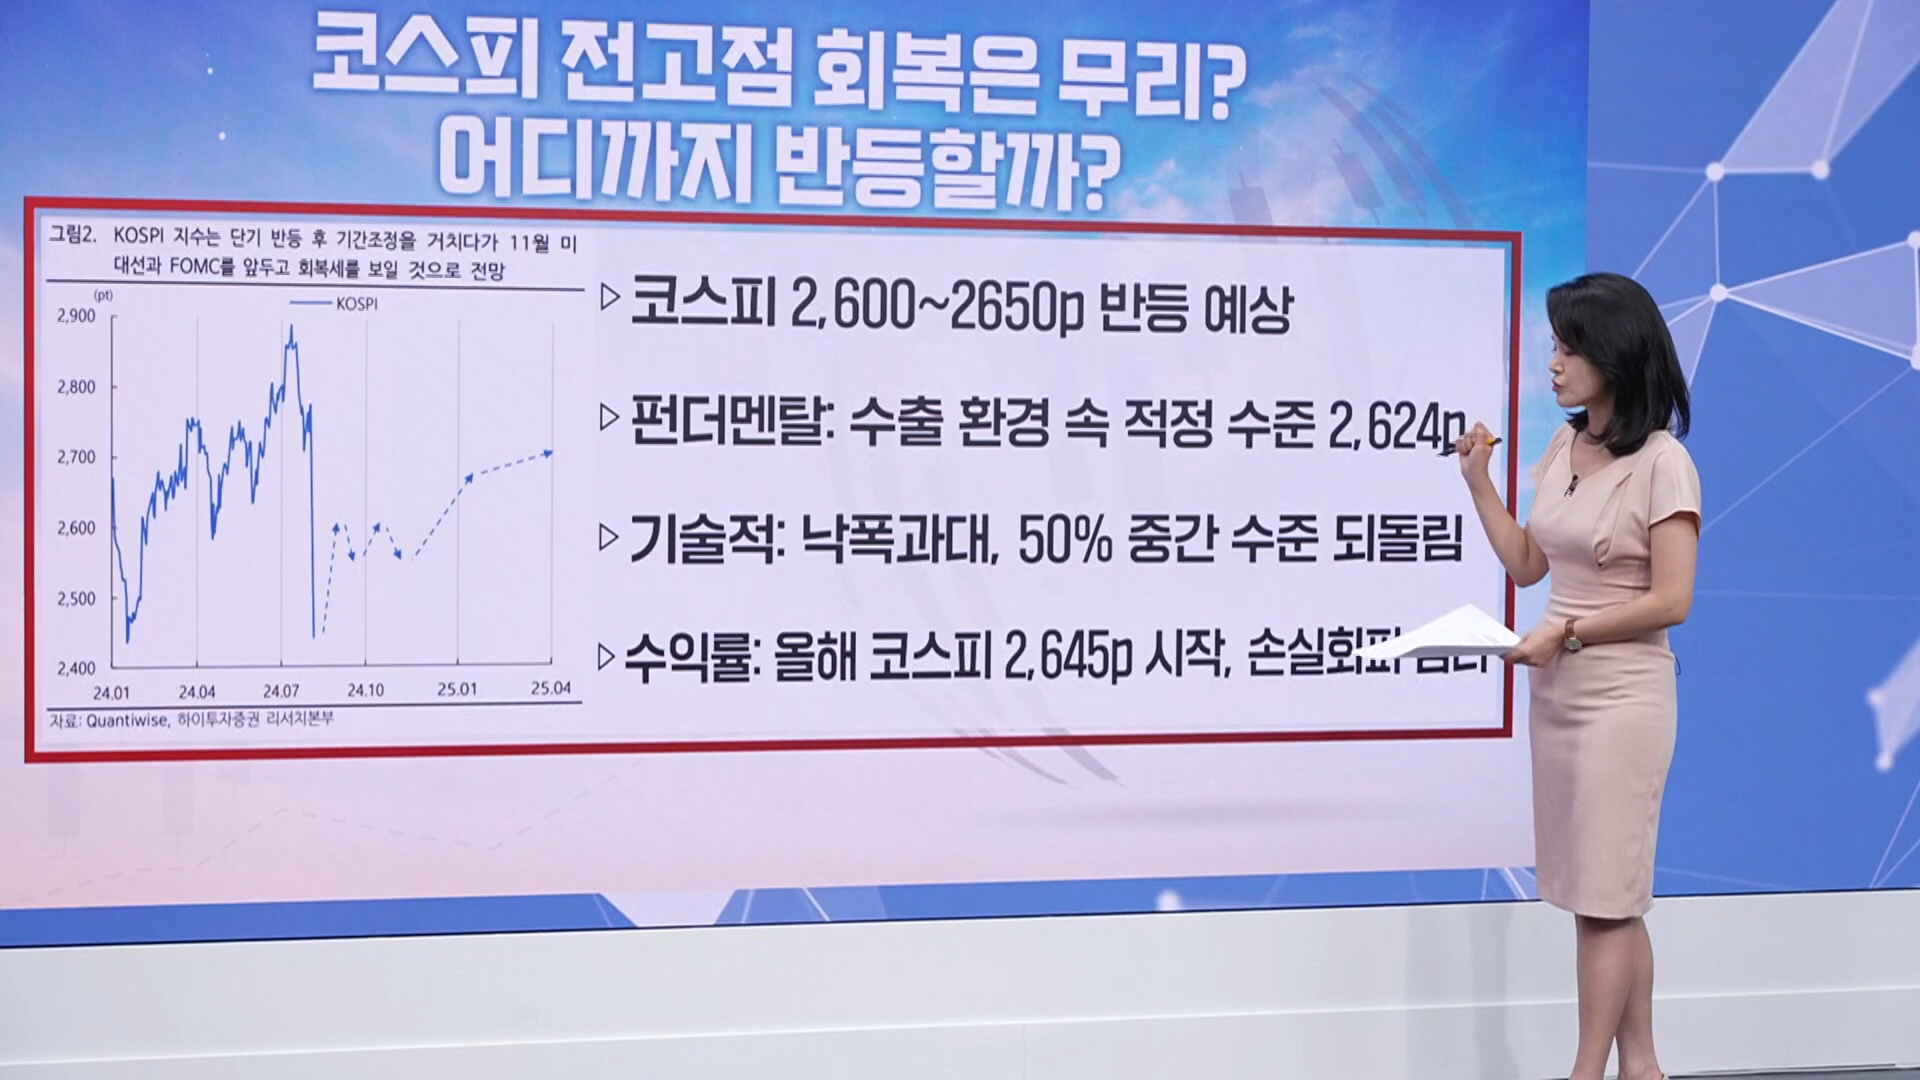 코스피 전고점 회복은 무리?
어디까지 반등할까?
그림2. KOSPI 지수는 단기 반등 후 기간조정을 거치다가 11월 미
대선과 FOMC를 앞두고 회복세를 보일 것으로 전망
(pt)
KOSPI
2,900
2,800
2,700
2,600
2,500
2,400
24.01 24.04 24.07 24.10 25.01 25.04
자료: Quantiwise, 하이투자증권 리서치본부
▷ 코스피 2,600~2650p 반등 예상
▷ 펀더멘탈: 수출 환경 속 적정 수준 2,624p
▷ 기술적: 낙폭과대, 50% 중간 수준 되돌림
▷ 수익률: 올해 코스피 2,645p 시작, 손실회피